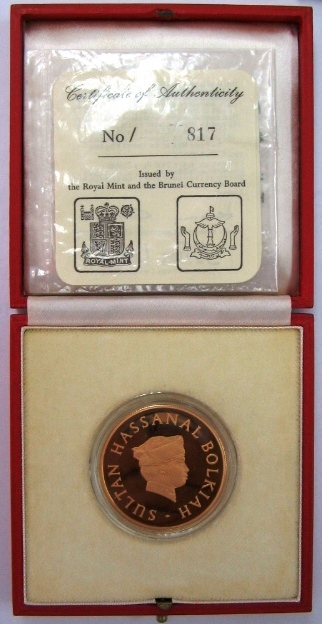 Certificate of Authenticity
No / 817
Issued by
the Royal Mint and the Brunei Currency Board
ROYAL·MINT
SULTAN HASSANAL BOLKIAH